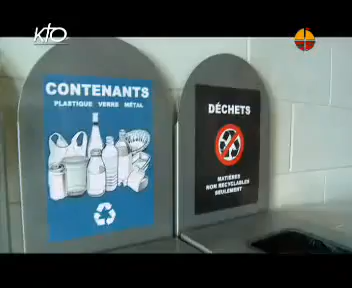 KTO
CONTENANTS
PLASTIQUE VERRE MÉTAL
DÉCHETS
MATIÈRES
NON RECYCLABLES
SEULEMENT